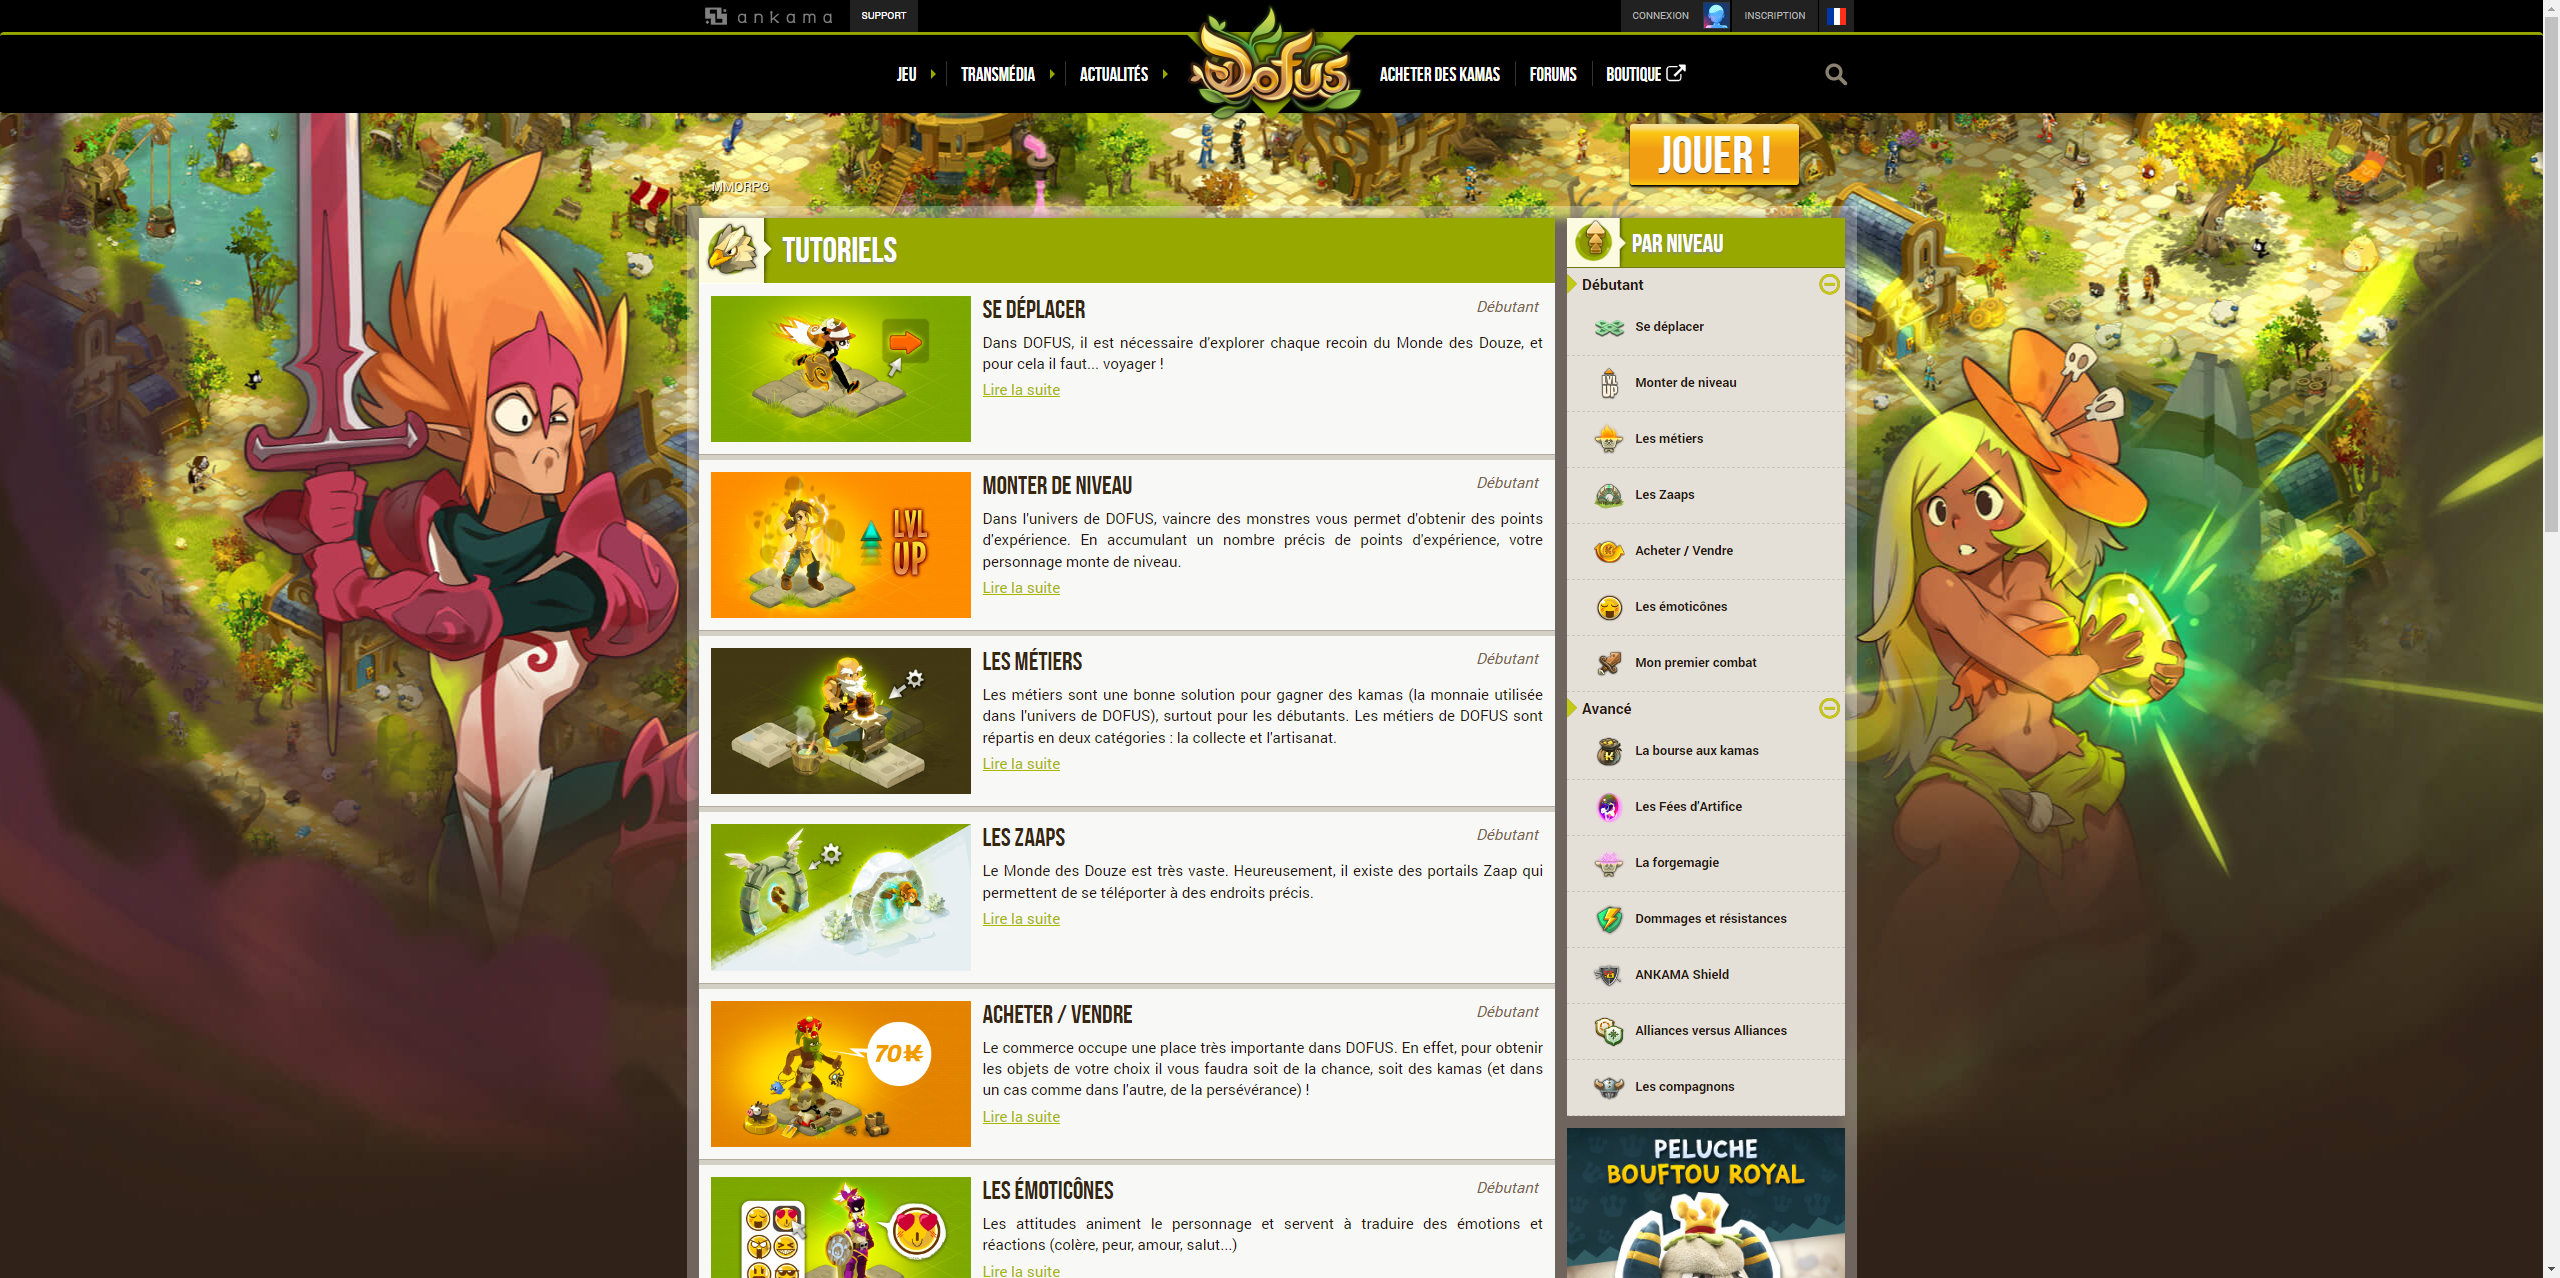 ankama
SUPPORT
CONNEXION
INSCRIPTION
JEU
TRANSMÉDIA
ACTUALITÉS
DOFUS
ACHETER DES KAMAS
FORUMS
BOUTIQUE
JOUER !
MMORPG
TUTORIELS
SE DÉPLACER
Débutant
Dans DOFUS, il est nécessaire d'explorer chaque recoin du Monde des Douze, et
pour cela il faut... voyager !
Lire la suite
LVL
UP
MONTER DE NIVEAU
Débutant
Dans l'univers de DOFUS, vaincre des monstres vous permet d'obtenir des points
d'expérience. En accumulant un nombre précis de points d'expérience, votre
personnage monte de niveau.
Lire la suite
LES MÉTIERS
Débutant
Les métiers sont une bonne solution pour gagner des kamas (la monnaie utilisée
dans l'univers de DOFUS), surtout pour les débutants. Les métiers de DOFUS sont
répartis en deux catégories : la collecte et l'artisanat.
Lire la suite
LES ZAAPS
Débutant
Le Monde des Douze est très vaste. Heureusement, il existe des portails Zaap qui
permettent de se téléporter à des endroits précis.
Lire la suite
70 K
ACHETER / VENDRE
Débutant
Le commerce occupe une place très importante dans DOFUS. En effet, pour obtenir
les objets de votre choix il vous faudra soit de la chance, soit des kamas (et dans
un cas comme dans l'autre, de la persévérance) !
Lire la suite
LES ÉMOTICÔNES
Débutant
Les attitudes animent le personnage et servent à traduire des émotions et
réactions (colère, peur, amour, salut...)
Lire la suite
PAR NIVEAU
Débutant
Se déplacer
LVL
UP
Monter de niveau
Les métiers
Les Zaaps
Acheter / Vendre
Les émoticônes
Mon premier combat
Avancé
La bourse aux kamas
Les Fées d'Artifice
La forgemagie
Dommages et résistances
ANKAMA Shield
Alliances versus Alliances
Les compagnons
PELUCHE
BOUFTOU ROYAL